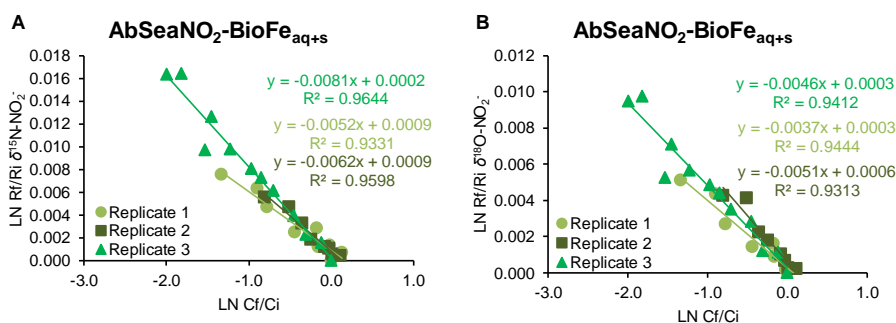 A
AbSeaNO₂-BioFeaq+s
LN Rf/Ri δ¹⁵N-NO₂⁻
0.018
0.016
0.014
0.012
0.010
0.008
0.006
0.004
0.002
0.000
y = -0.0081x + 0.0002
R² = 0.9644
y = -0.0052x + 0.0009
R² = 0.9331
y = -0.0062x + 0.0009
R² = 0.9598
Replicate 1
Replicate 2
Replicate 3
-3.0 -2.0 -1.0 0.0 1.0
LN Cf/Ci
B
AbSeaNO₂-BioFeaq+s
LN Rf/Ri δ¹⁸O-NO₂⁻
0.012
0.010
0.008
0.006
0.004
0.002
0.000
y = -0.0046x + 0.0003
R² = 0.9412
y = -0.0037x + 0.0003
R² = 0.9444
y = -0.0051x + 0.0006
R² = 0.9313
Replicate 1
Replicate 2
Replicate 3
-3.0 -2.0 -1.0 0.0 1.0
LN Cf/Ci